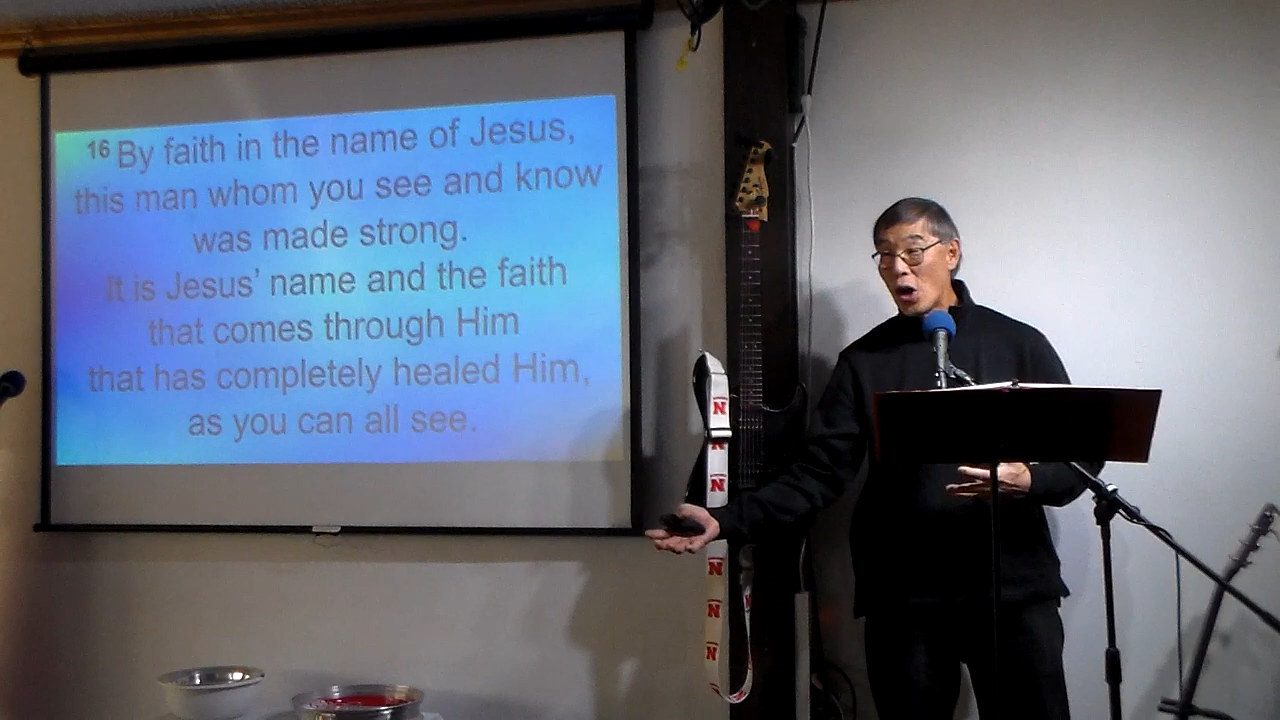 16 By faith in the name of Jesus,
this man whom you see and know
was made strong.
It is Jesus’ name and the faith
that comes through Him
that has completely healed Him,
as you can all see.
N
N
N
N
N
N